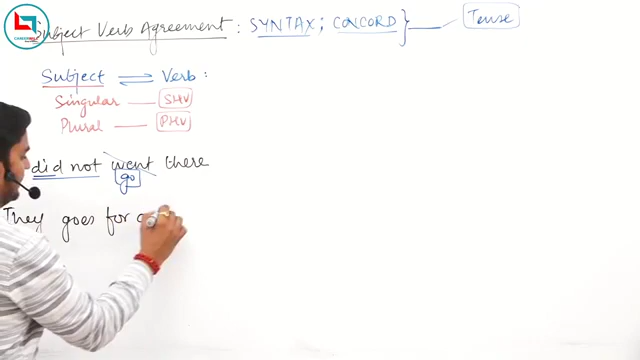 Subject Verb Agreement : SYNTAX ; CONCORD } Tense
Subject ⇌ Verb :
Singular — SHV
Plural — PHV
did not went there
go
They goes for a